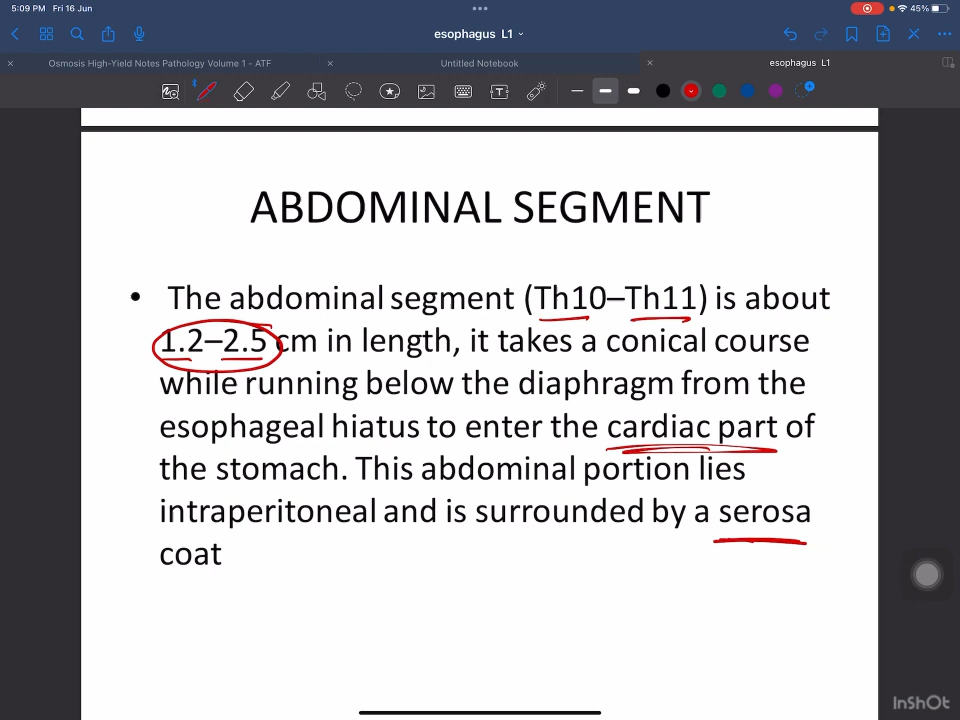 5:09 PM Fri 16 Jun
45%
esophagus L1
Osmosis High-Yield Notes Pathology Volume 1 - ATF
Untitled Notebook
esophagus L1
ABDOMINAL SEGMENT
• The abdominal segment (Th10–Th11) is about
1.2–2.5 cm in length, it takes a conical course
while running below the diaphragm from the
esophageal hiatus to enter the cardiac part of
the stomach. This abdominal portion lies
intraperitoneal and is surrounded by a serosa
coat
InShOt